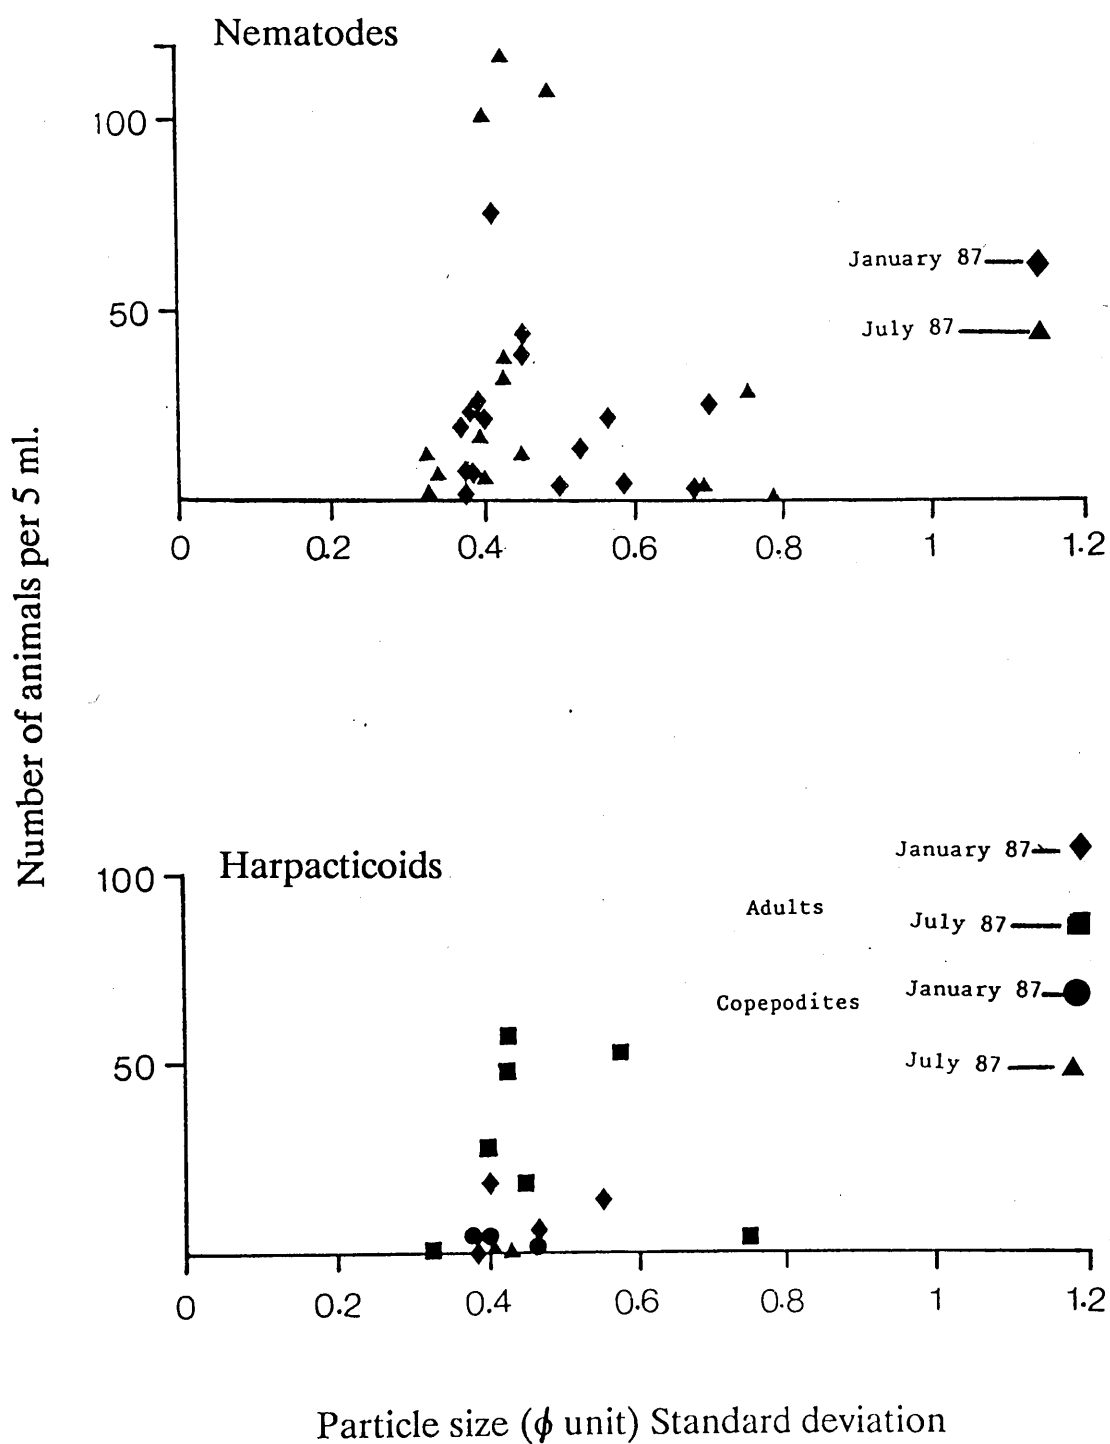 Nematodes
100
50
January 87
July 87
0 0.2 0.4 0.6 0.8 1 1.2
Number of animals per 5 ml.
Harpacticoids
100
50
January 87
Adults
July 87
January 87
Copepodites
July 87
0 0.2 0.4 0.6 0.8 1 1.2
Particle size (ϕ unit) Standard deviation